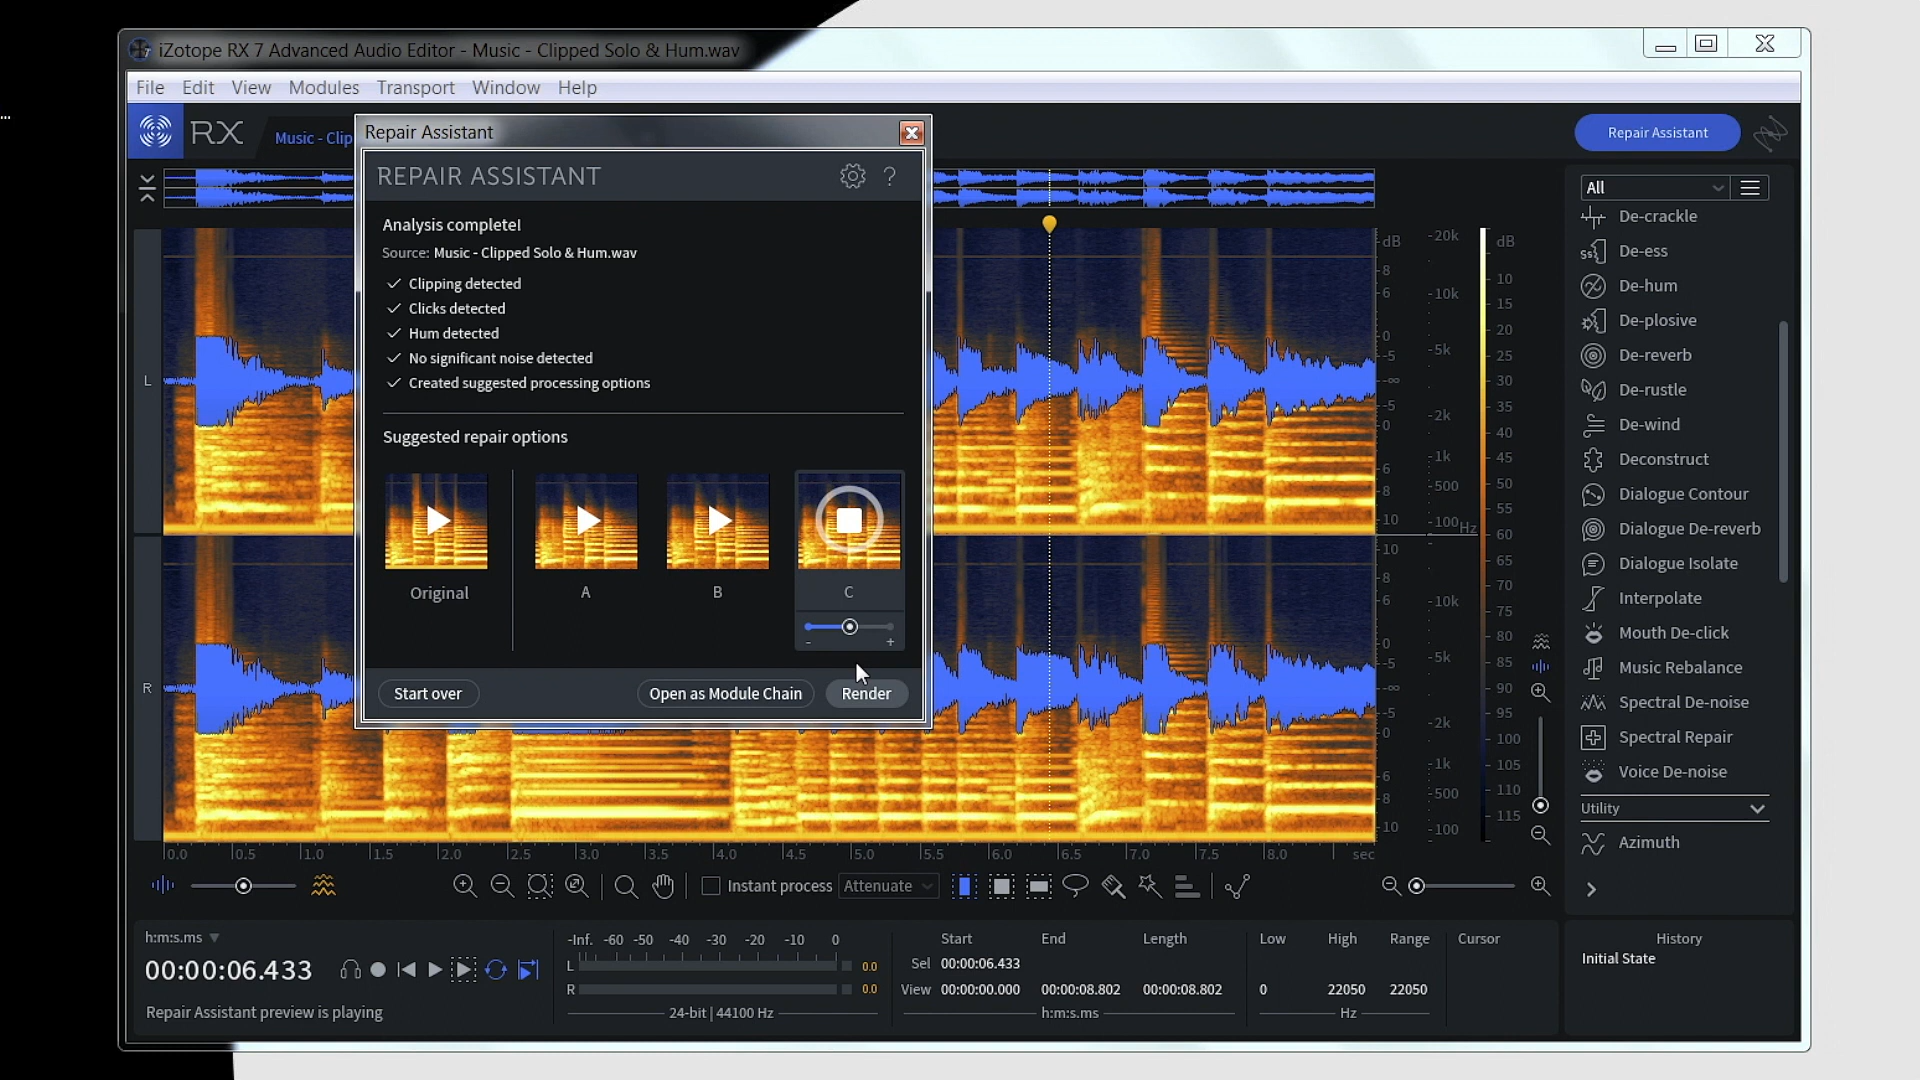 iZotope RX 7 Advanced Audio Editor - Music - Clipped Solo & Hum.wav
File Edit View Modules Transport Window Help
...
RX
Music - Clip
Repair Assistant
Repair Assistant
REPAIR ASSISTANT
?
Analysis complete!
Source: Music - Clipped Solo & Hum.wav
Clipping detected
Clicks detected
Hum detected
No significant noise detected
Created suggested processing options
Suggested repair options
Original A B C
- +
Start over Open as Module Chain Render
L
R
dB
-8
-6
-0
-5
-∞
-5
-0
-6
-8
-10
-10
-8
-6
-0
-5
-∞
-5
-0
-6
-8
-10
-20k
-10k
-5k
-2k
-1k
-500
-100 Hz
-10k
-5k
-2k
-1k
-500
-100
dB
10
15
20
25
30
35
40
45
50
55
60
65
70
75
80
85
90
95
100
105
110
115
All
De-crackle
De-ess
De-hum
De-plosive
De-reverb
De-rustle
De-wind
Deconstruct
Dialogue Contour
Dialogue De-reverb
Dialogue Isolate
Interpolate
Mouth De-click
Music Rebalance
Spectral De-noise
Spectral Repair
Voice De-noise
Utility
Azimuth
0.0 0.5 1.0 1.5 2.0 2.5 3.0 3.5 4.0 4.5 5.0 5.5 6.0 6.5 7.0 7.5 8.0 sec
Instant process Attenuate
h:m:s.ms
00:00:06.433
Repair Assistant preview is playing
-Inf. -60 -50 -40 -30 -20 -10 0
L 0.0
R 0.0
24-bit | 44100 Hz
Start End Length
Sel 00:00:06.433
View 00:00:00.000 00:00:08.802 00:00:08.802
h:m:s.ms
Low High Range Cursor
0 22050 22050
Hz
History
Initial State